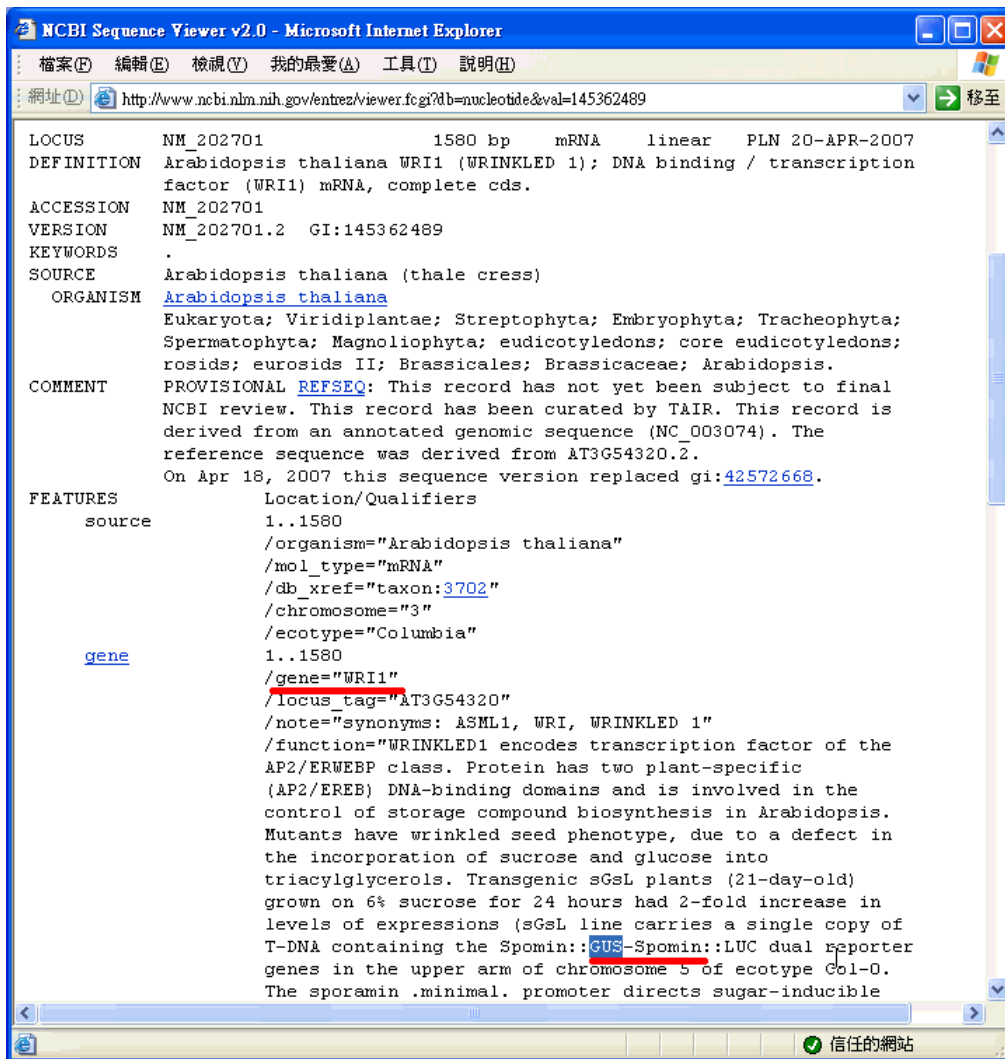 NCBI Sequence Viewer v2.0 - Microsoft Internet Explorer
檔案(F) 編輯(E) 檢視(V) 我的最愛(A) 工具(T) 說明(H)
網址(D) http://www.ncbi.nlm.nih.gov/entrez/viewer.fcgi?db=nucleotide&val=145362489 移至
LOCUS NM_202701 1580 bp mRNA linear PLN 20-APR-2007
DEFINITION Arabidopsis thaliana WRI1 (WRINKLED 1); DNA binding / transcription
factor (WRI1) mRNA, complete cds.
ACCESSION NM_202701
VERSION NM_202701.2 GI:145362489
KEYWORDS .
SOURCE Arabidopsis thaliana (thale cress)
ORGANISM Arabidopsis thaliana
Eukaryota; Viridiplantae; Streptophyta; Embryophyta; Tracheophyta;
Spermatophyta; Magnoliophyta; eudicotyledons; core eudicotyledons;
rosids; eurosids II; Brassicales; Brassicaceae; Arabidopsis.
COMMENT PROVISIONAL REFSEQ: This record has not yet been subject to final
NCBI review. This record has been curated by TAIR. This record is
derived from an annotated genomic sequence (NC_003074). The
reference sequence was derived from AT3G54320.2.
On Apr 18, 2007 this sequence version replaced gi:42572668.
FEATURES Location/Qualifiers
source 1..1580
/organism="Arabidopsis thaliana"
/mol_type="mRNA"
/db_xref="taxon:3702"
/chromosome="3"
/ecotype="Columbia"
gene 1..1580
/gene="WRI1"
/locus_tag="AT3G54320"
/note="synonyms: ASML1, WRI, WRINKLED 1"
/function="WRINKLED1 encodes transcription factor of the
AP2/ERWEBP class. Protein has two plant-specific
(AP2/EREB) DNA-binding domains and is involved in the
control of storage compound biosynthesis in Arabidopsis.
Mutants have wrinkled seed phenotype, due to a defect in
the incorporation of sucrose and glucose into
triacylglycerols. Transgenic sGsL plants (21-day-old)
grown on 6% sucrose for 24 hours had 2-fold increase in
levels of expressions (sGsL line carries a single copy of
T-DNA containing the Spomin::GUS-Spomin::LUC dual reporter
genes in the upper arm of chromosome 5 of ecotype Col-0.
The sporamin .minimal. promoter directs sugar-inducible
信任的網站